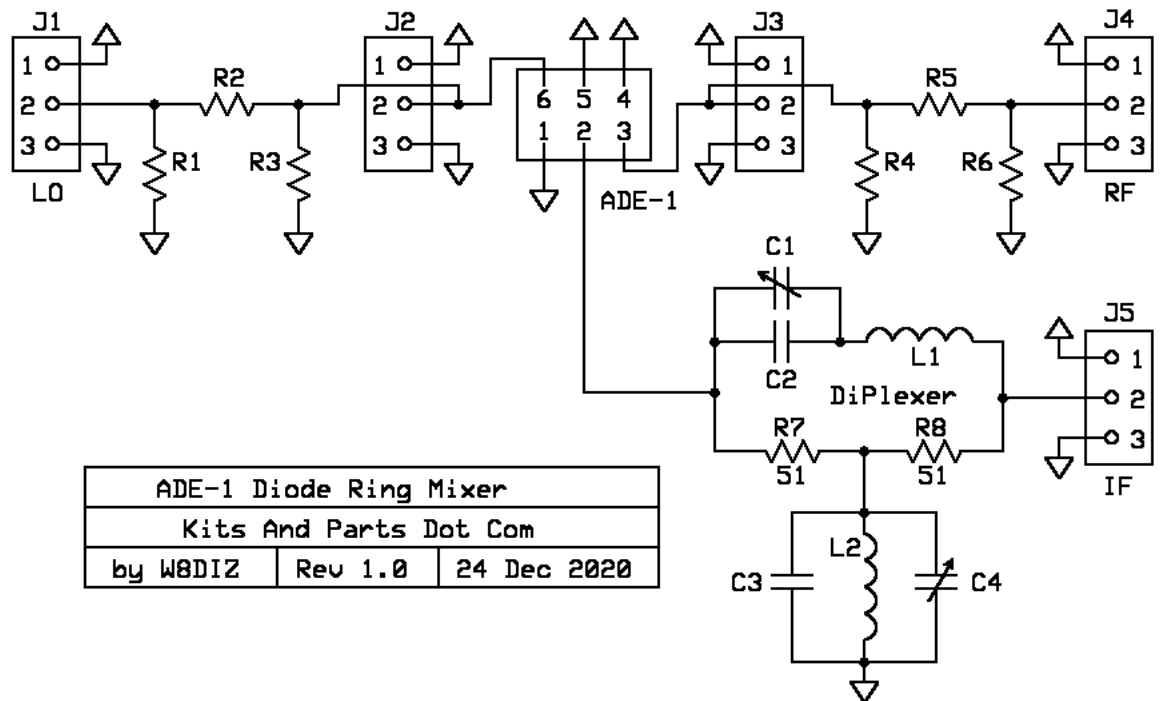 J1
1
2
3
LO
R1
R2
R3
J2
1
2
3
6 5 4
1 2 3
ADE-1
J3
1
2
3
R4
R5
R6
J4
1
2
3
RF
C1
C2
L1
DiPlexer
R7
51
R8
51
J5
1
2
3
IF
L2
C3
C4
ADE-1 Diode Ring Mixer
Kits And Parts Dot Com
by W8DIZ
Rev 1.0
24 Dec 2020